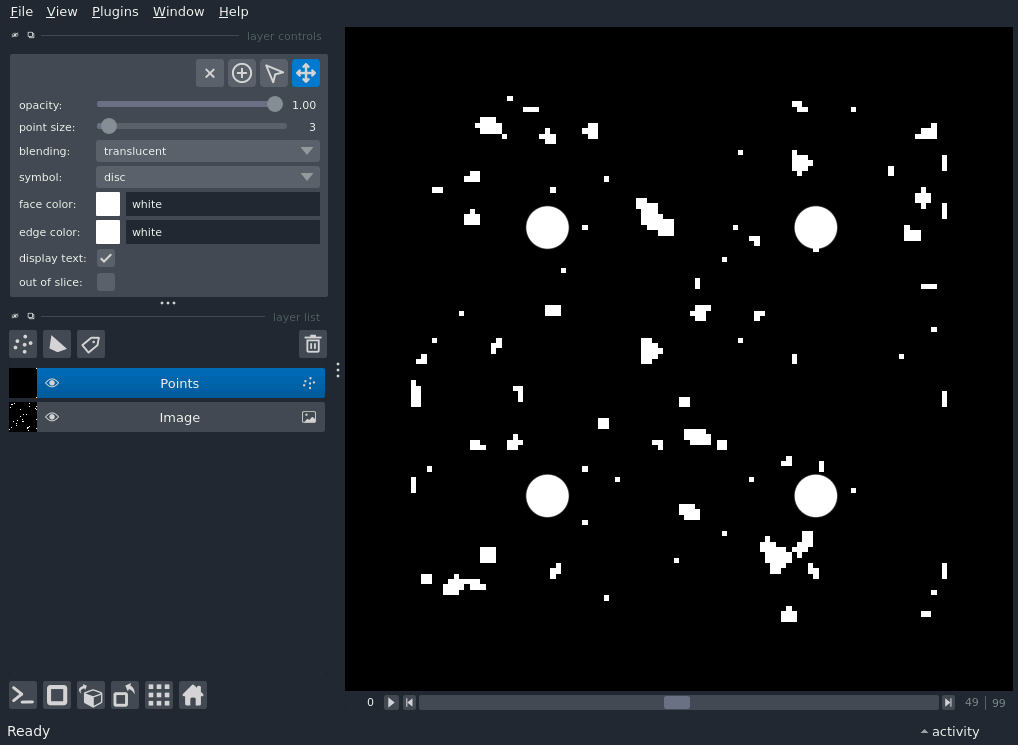 File View Plugins Window Help
layer controls
opacity: 1.00
point size: 3
blending: translucent
symbol: disc
face color: white
edge color: white
display text:
out of slice:
layer list
Points
Image
0 49 99
Ready activity